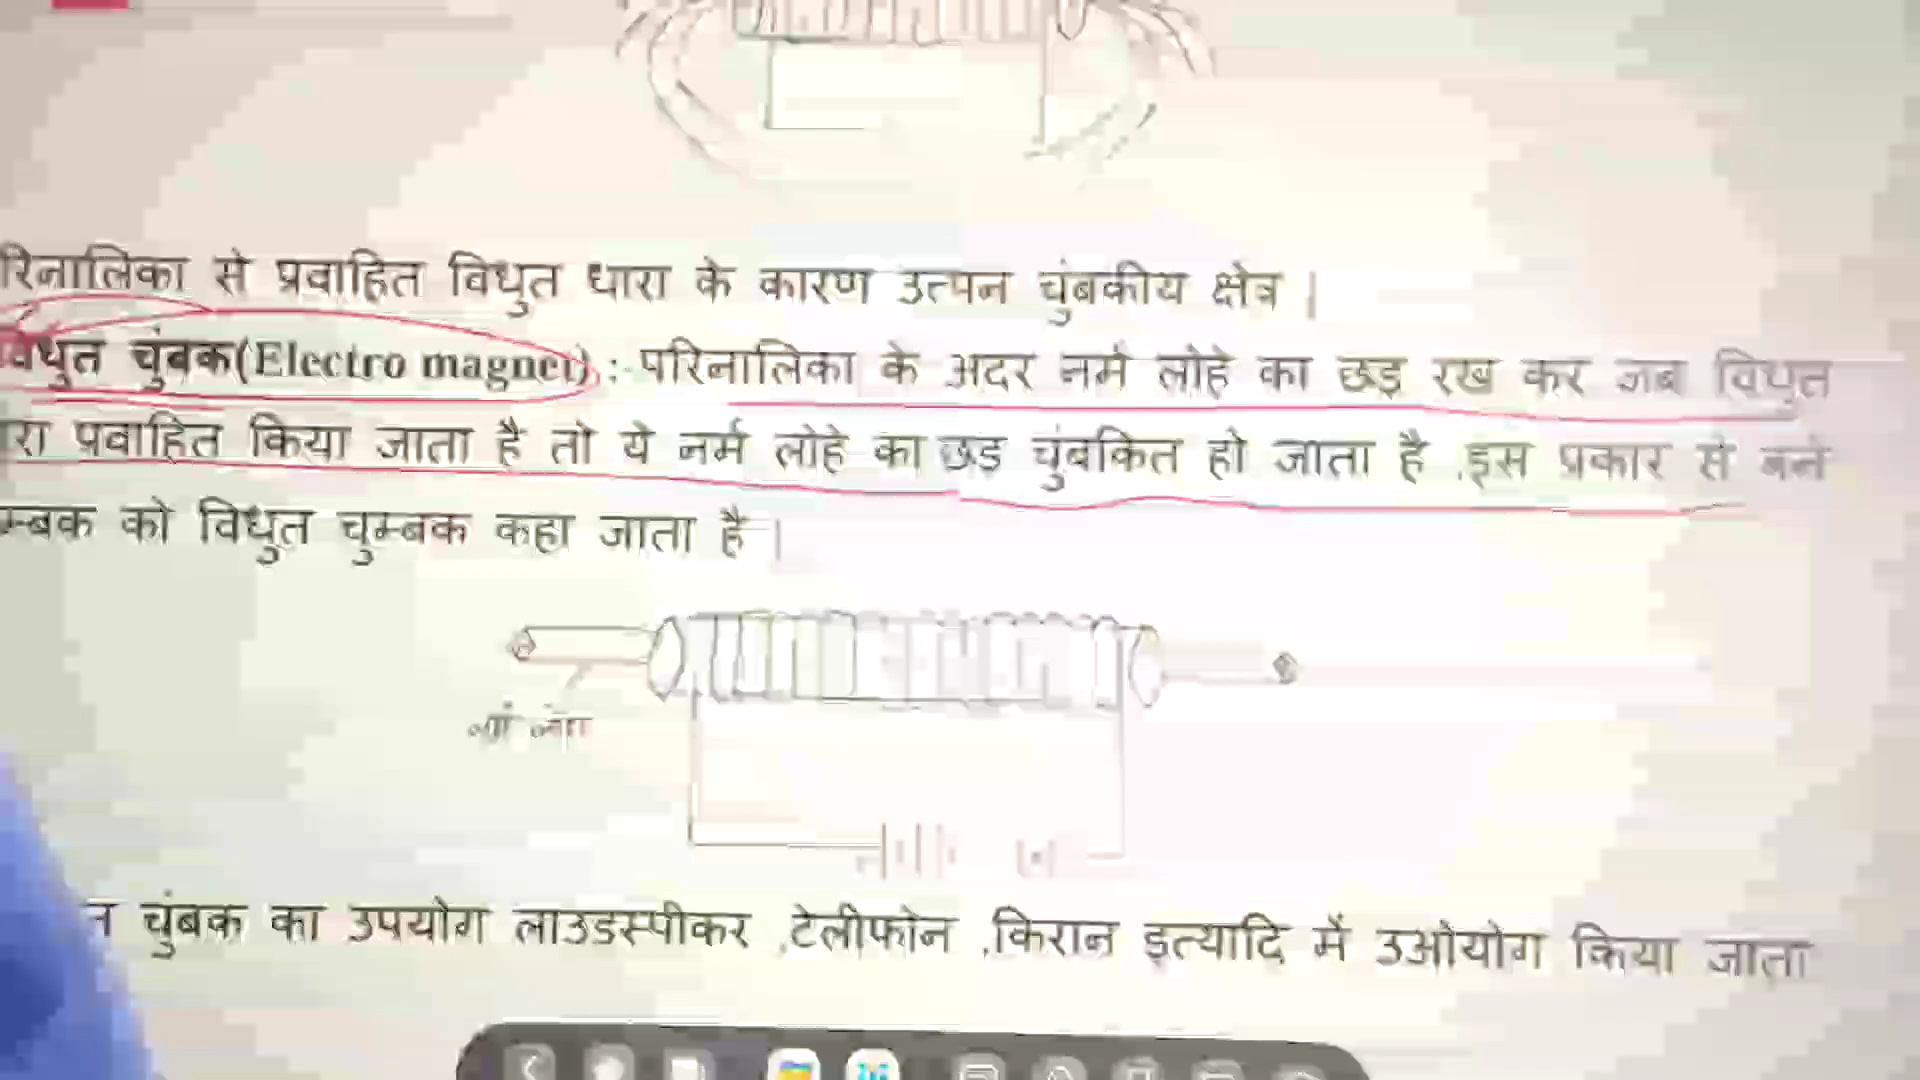 रिनालिका से प्रवाहित विधुत धारा के कारण उत्पन चुंबकीय क्षेत्र |
विधुत चुंबक(Electro magnet) :- परिनालिका के अदर नर्म लोहे का छड़ रख कर जब विधुत
रा प्रवाहित किया जाता है तो ये नर्म लोहे का छड चुंबकित हो जाता है .इस प्रकार से बने
म्बक को विधुत चुम्बक कहा जाता है |
त चुंबक का उपयोग लाउडस्पीकर ,टेलीफोन ,किरान इत्यादि में उओयोग किया जाता